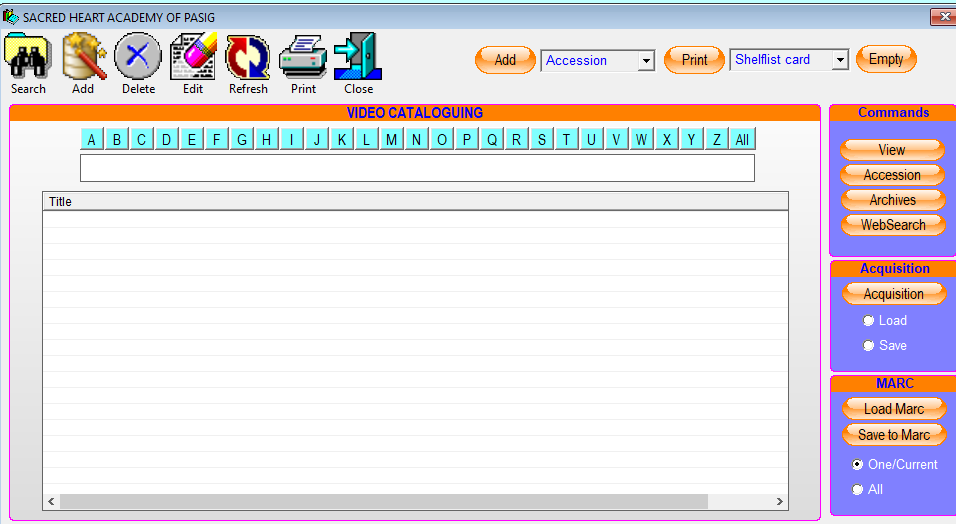 SACRED HEART ACADEMY OF PASIG
Search Add Delete Edit Refresh Print Close
Add Accession Print Shelflist card Empty
VIDEO CATALOGUING
A B C D E F G H I J K L M N O P Q R S T U V W X Y Z All
Title
Commands
View
Accession
Archives
WebSearch
Acquisition
Acquisition
Load
Save
MARC
Load Marc
Save to Marc
One/Current
All